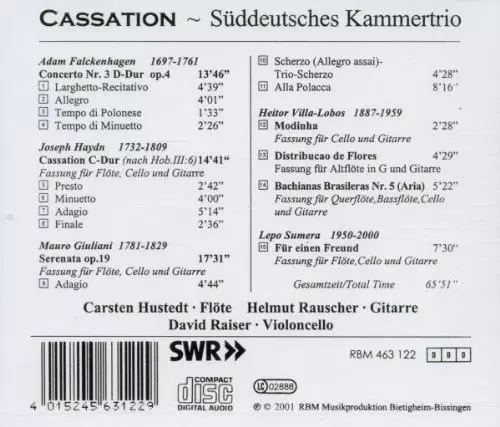 CASSATION ~ Süddeutsches Kammertrio
Adam Falckenhagen 1697-1761
Concerto Nr. 3 D-Dur op.4 13'46”
1 Larghetto-Recitativo 4'39”
2 Allegro 4'01”
3 Tempo di Polonese 1'33”
4 Tempo di Minuetto 2'26”
Joseph Haydn 1732-1809
Cassation C-Dur (nach Hob.III:6) 14'41“
Fassung für Flöte, Cello und Gitarre
5 Presto 2'42”
6 Minuetto 4'00”
7 Adagio 5'14”
8 Finale 2'36”
Mauro Giuliani 1781-1829
Serenata op.19 17'31”
Fassung für Flöte, Cello und Gitarre
9 Adagio 4'44”
10 Scherzo (Allegro assai)-
Trio-Scherzo 4'28”
11 Alla Polacca 8'16”
Heitor Villa-Lobos 1887-1959
12 Modinha 2'28”
Fassung für Cello und Gitarre
13 Distribucao de Flores 4'29”
Fassung für Altflöte in G und Gitarre
14 Bachianas Brasileras Nr. 5 (Aria) 5'22”
Fassung für Querflöte,Bassflöte,Cello
und Gitarre
Lepo Sumera 1950-2000
15 Für einen Freund 7'30”
Fassung für Flöte,Cello und Gitarre
Gesamtzeit/Total Time 65'51”
Carsten Hustedt · Flöte Helmut Rauscher · Gitarre
David Raiser · Violoncello
SWR»
RBM 463 122 D D D
COMPACT
disc
DIGITAL AUDIO
LC 02888
4 015245 631229
℗ © 2001 RBM Musikproduktion Bietigheim-Bissingen